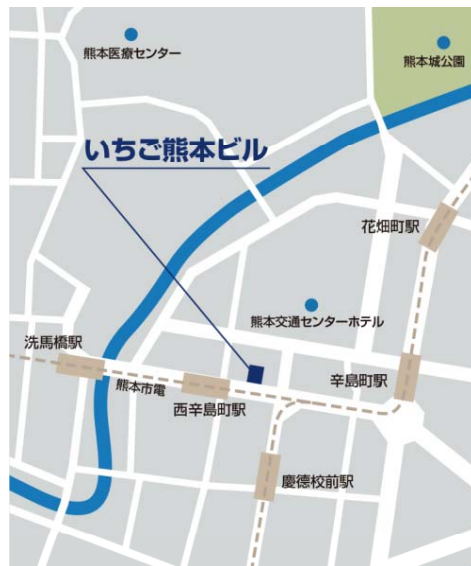 熊本医療センター
熊本城公園
いちご熊本ビル
花畑町駅
熊本交通センターホテル
洗馬橋駅
熊本市電
西辛島町駅
辛島町駅
慶德校前駅